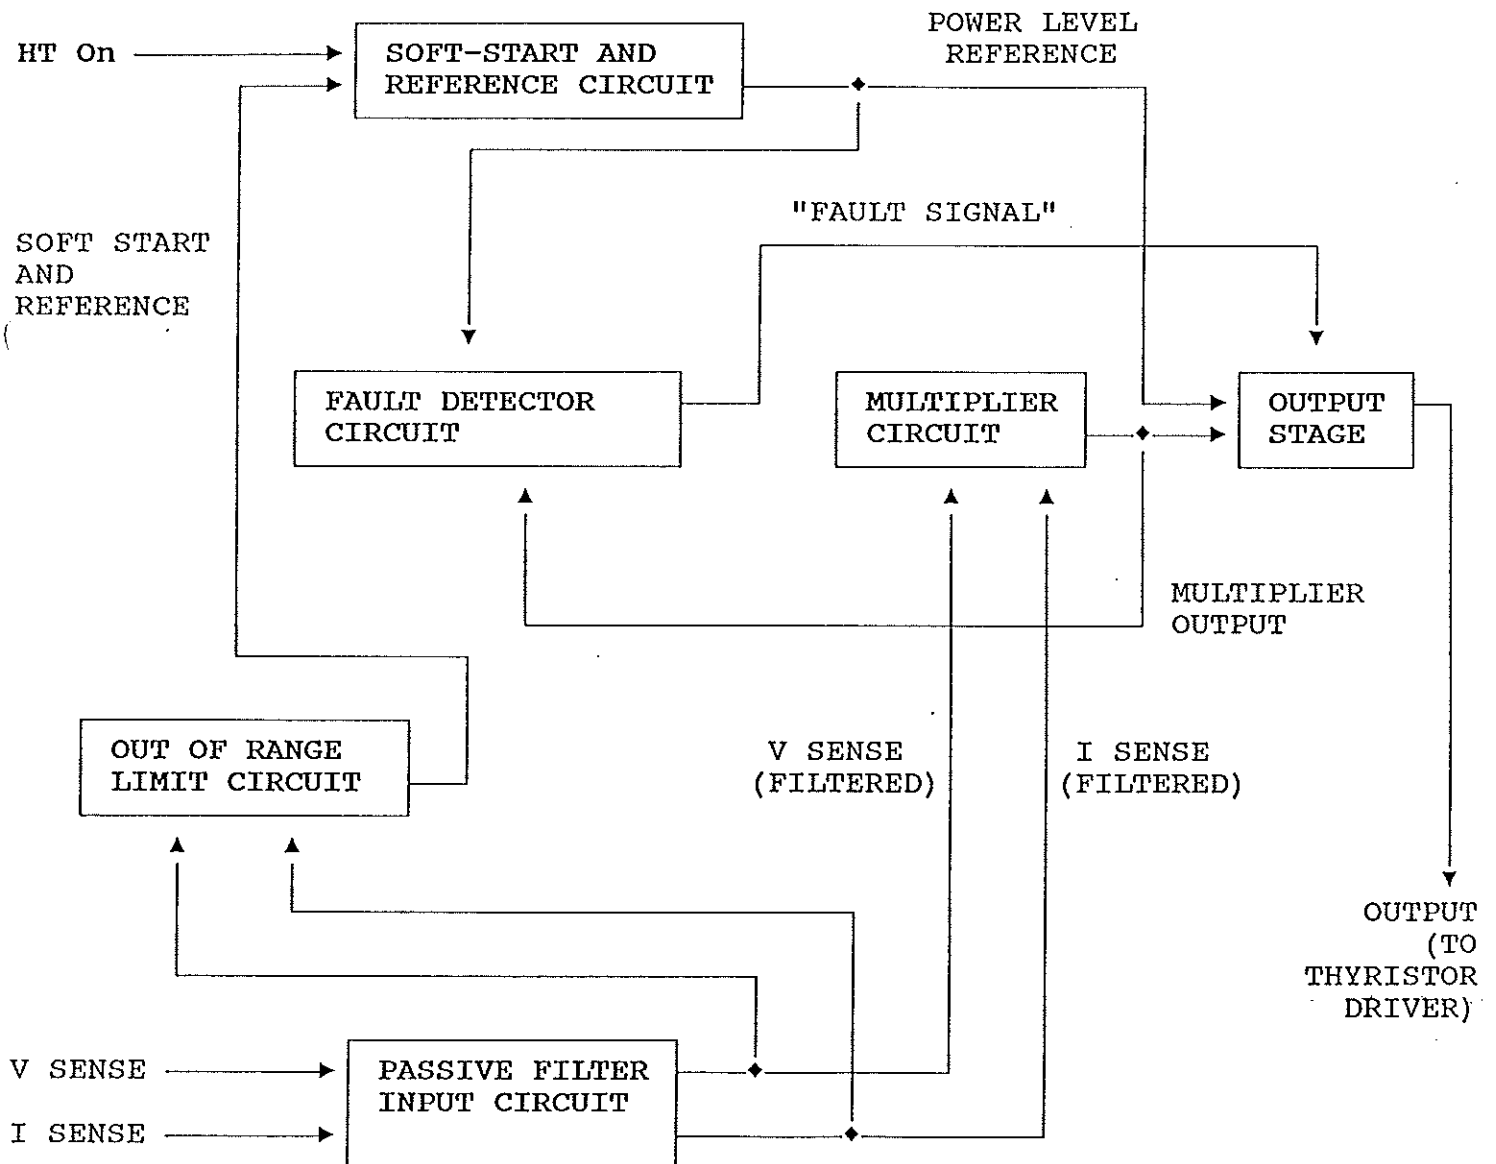 POWER LEVEL
REFERENCE
HT On
SOFT-START AND
REFERENCE CIRCUIT
"FAULT SIGNAL"
SOFT START
AND
REFERENCE
FAULT DETECTOR
CIRCUIT
MULTIPLIER
CIRCUIT
OUTPUT
STAGE
MULTIPLIER
OUTPUT
OUT OF RANGE
LIMIT CIRCUIT
V SENSE
(FILTERED)
I SENSE
(FILTERED)
OUTPUT
(TO
THYRISTOR
DRIVER)
V SENSE
I SENSE
PASSIVE FILTER
INPUT CIRCUIT